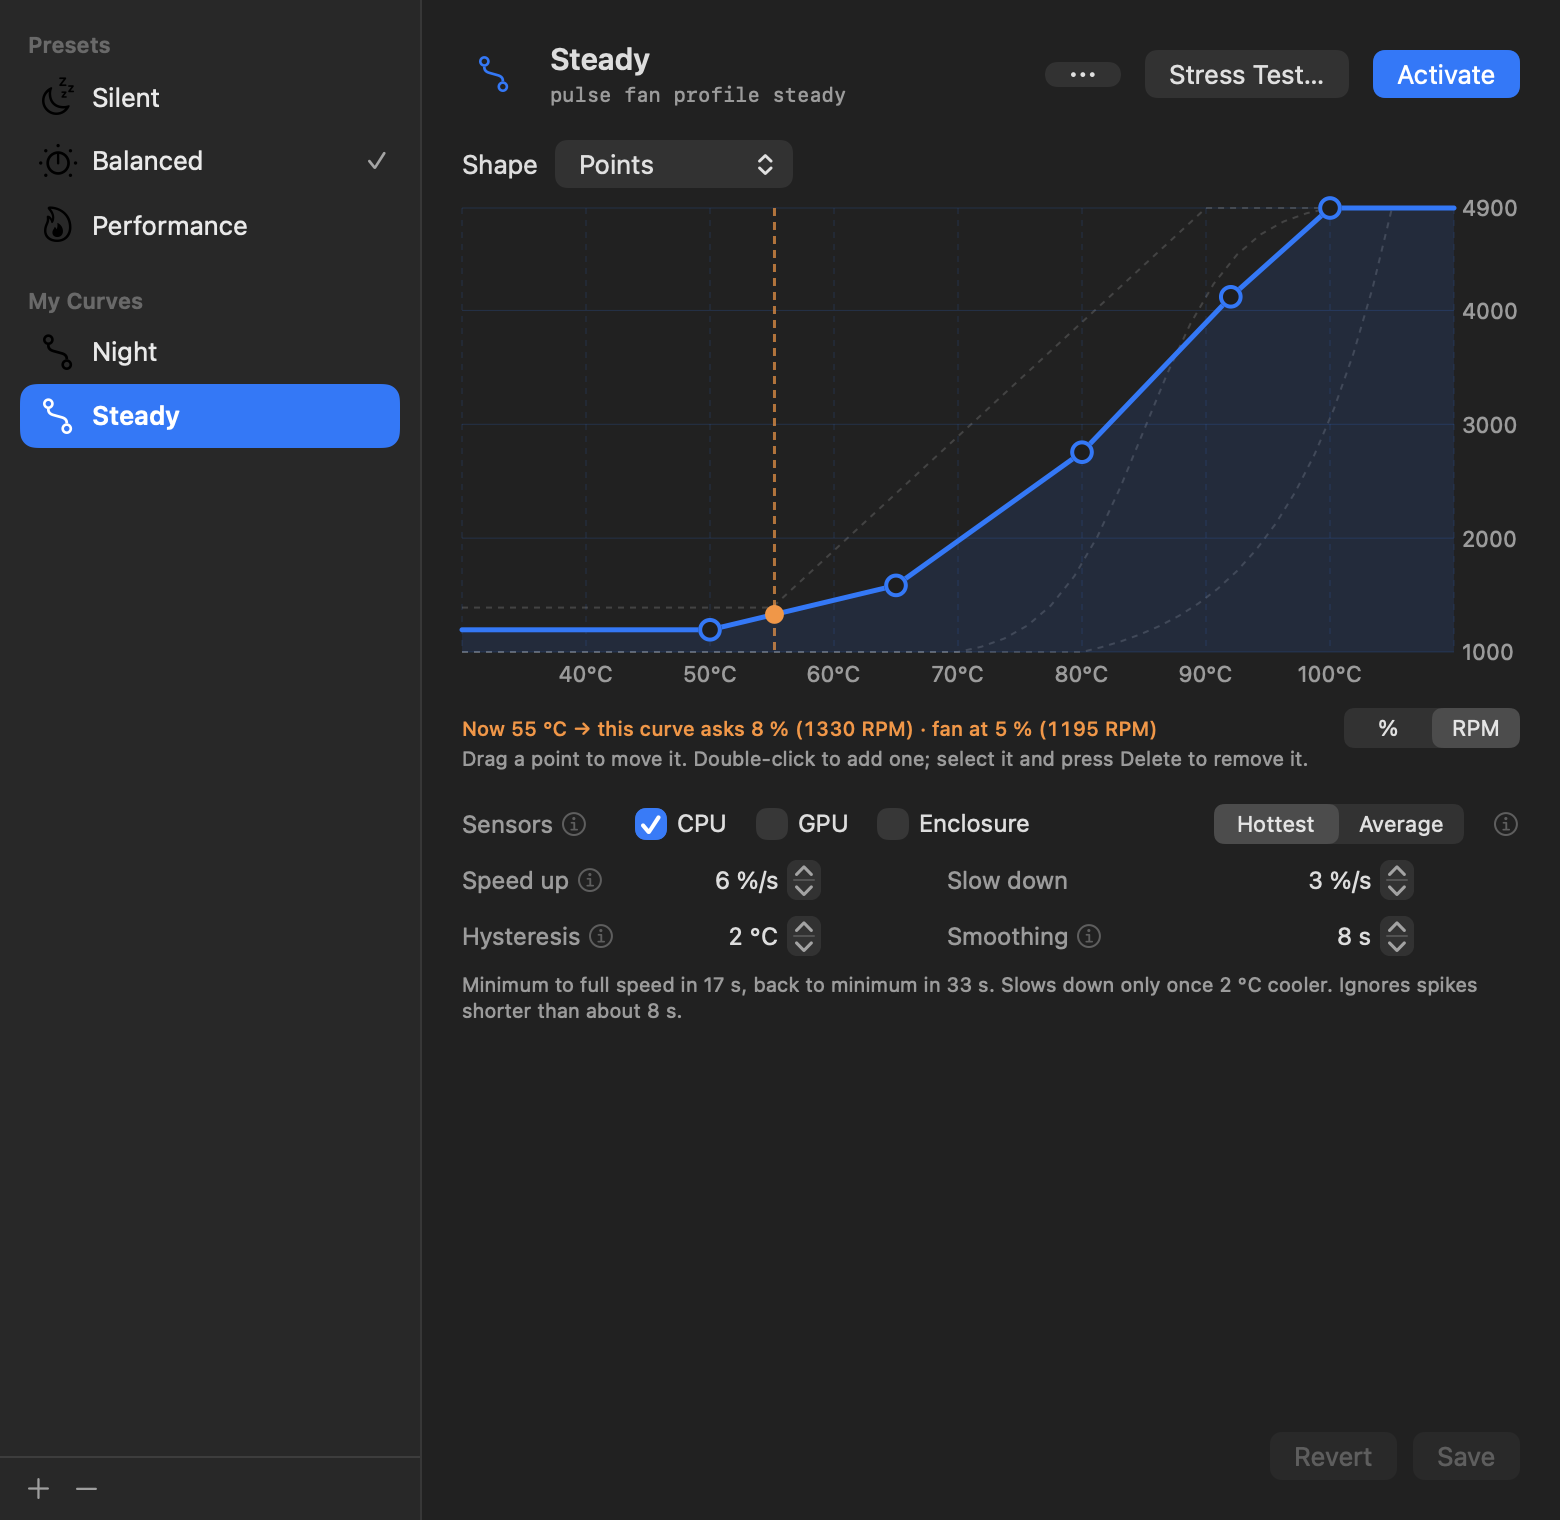 Presets
Silent
Balanced
Performance
My Curves
Night
Steady
Steady
pulse fan profile steady
Stress Test...
Activate
Shape
Points
4900
4000
3000
2000
1000
40°C 50°C 60°C 70°C 80°C 90°C 100°C
Now 55 °C → this curve asks 8 % (1330 RPM) · fan at 5 % (1195 RPM)
% RPM
Drag a point to move it. Double-click to add one; select it and press Delete to remove it.
Sensors CPU GPU Enclosure Hottest Average
Speed up 6 %/s Slow down 3 %/s
Hysteresis 2 °C Smoothing 8 s
Minimum to full speed in 17 s, back to minimum in 33 s. Slows down only once 2 °C cooler. Ignores spikes
shorter than about 8 s.
Revert Save